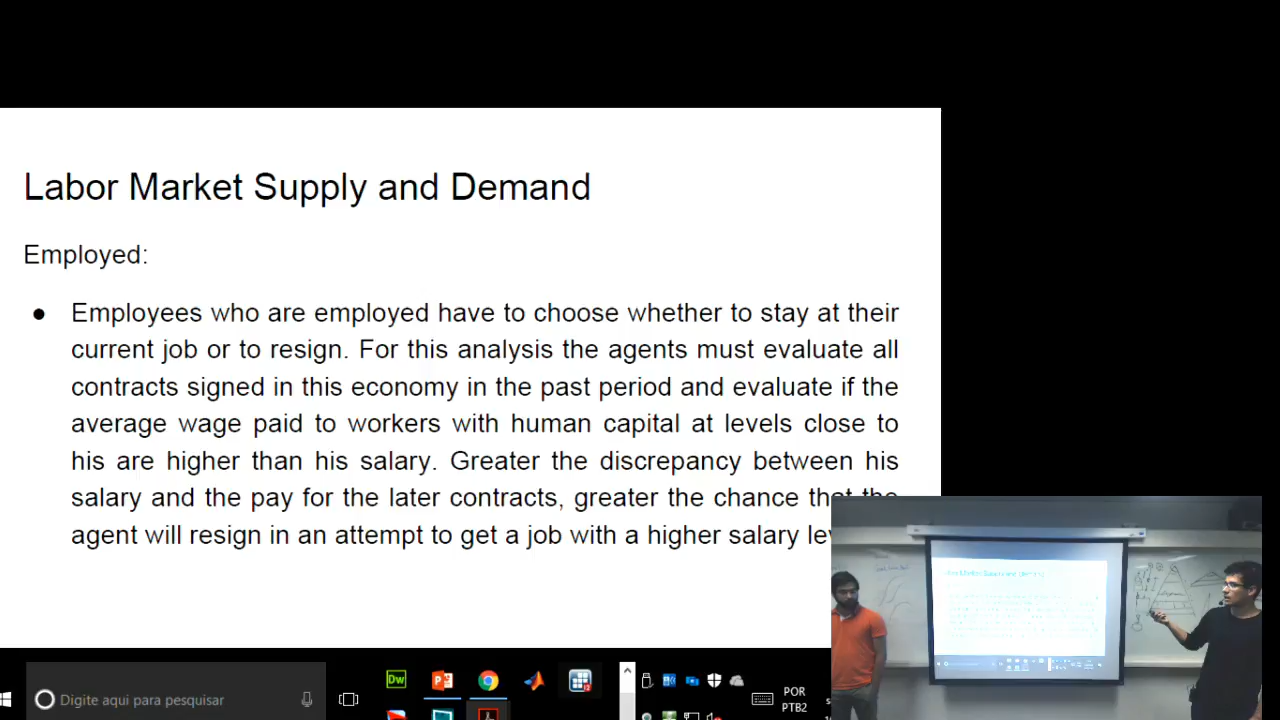 Labor Market Supply and Demand
Employed:
● Employees who are employed have to choose whether to stay at their
current job or to resign. For this analysis the agents must evaluate all
contracts signed in this economy in the past period and evaluate if the
average wage paid to workers with human capital at levels close to
his are higher than his salary. Greater the discrepancy between his
salary and the pay for the later contracts, greater the chance that the
agent will resign in an attempt to get a job with a higher salary
Digite aqui para pesquisar
Dw
POR
PTB2